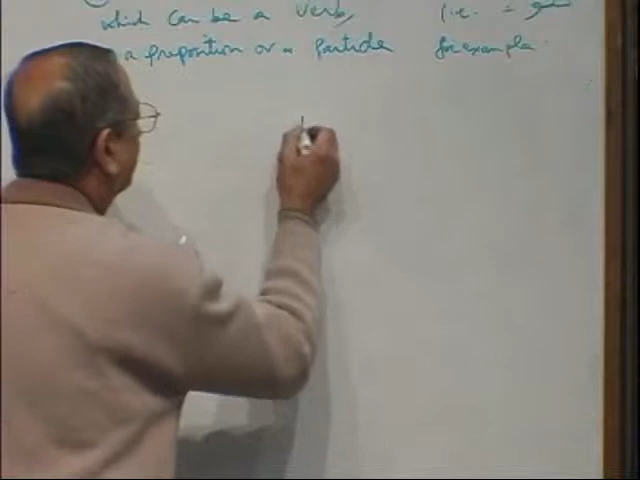 which can be a verb, i.e. =
a preposition or a Particle for example